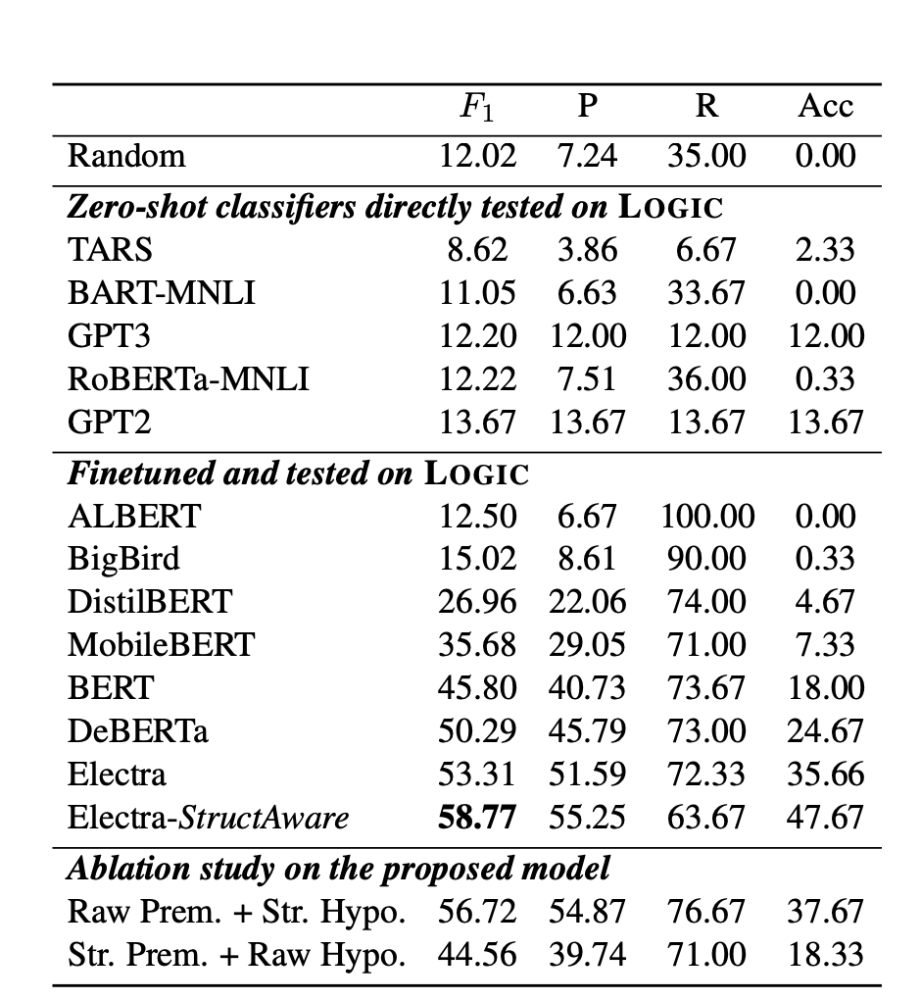 F1 P R Acc
Random 12.02 7.24 35.00 0.00
Zero-shot classifiers directly tested on LOGIC
TARS 8.62 3.86 6.67 2.33
BART-MNLI 11.05 6.63 33.67 0.00
GPT3 12.20 12.00 12.00 12.00
RoBERTa-MNLI 12.22 7.51 36.00 0.33
GPT2 13.67 13.67 13.67 13.67
Finetuned and tested on LOGIC
ALBERT 12.50 6.67 100.00 0.00
BigBird 15.02 8.61 90.00 0.33
DistilBERT 26.96 22.06 74.00 4.67
MobileBERT 35.68 29.05 71.00 7.33
BERT 45.80 40.73 73.67 18.00
DeBERTa 50.29 45.79 73.00 24.67
Electra 53.31 51.59 72.33 35.66
Electra-StructAware 58.77 55.25 63.67 47.67
Ablation study on the proposed model
Raw Prem. + Str. Hypo. 56.72 54.87 76.67 37.67
Str. Prem. + Raw Hypo. 44.56 39.74 71.00 18.33